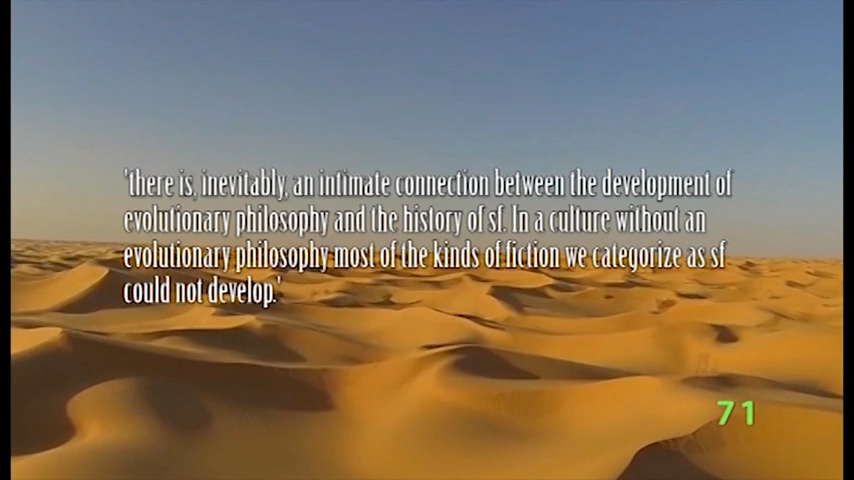 'there is, inevitably, an intimate connection between the development of
evolutionary philosophy and the history of sf. In a culture without an
evolutionary philosophy most of the kinds of fiction we categorize as sf
could not develop.'
71